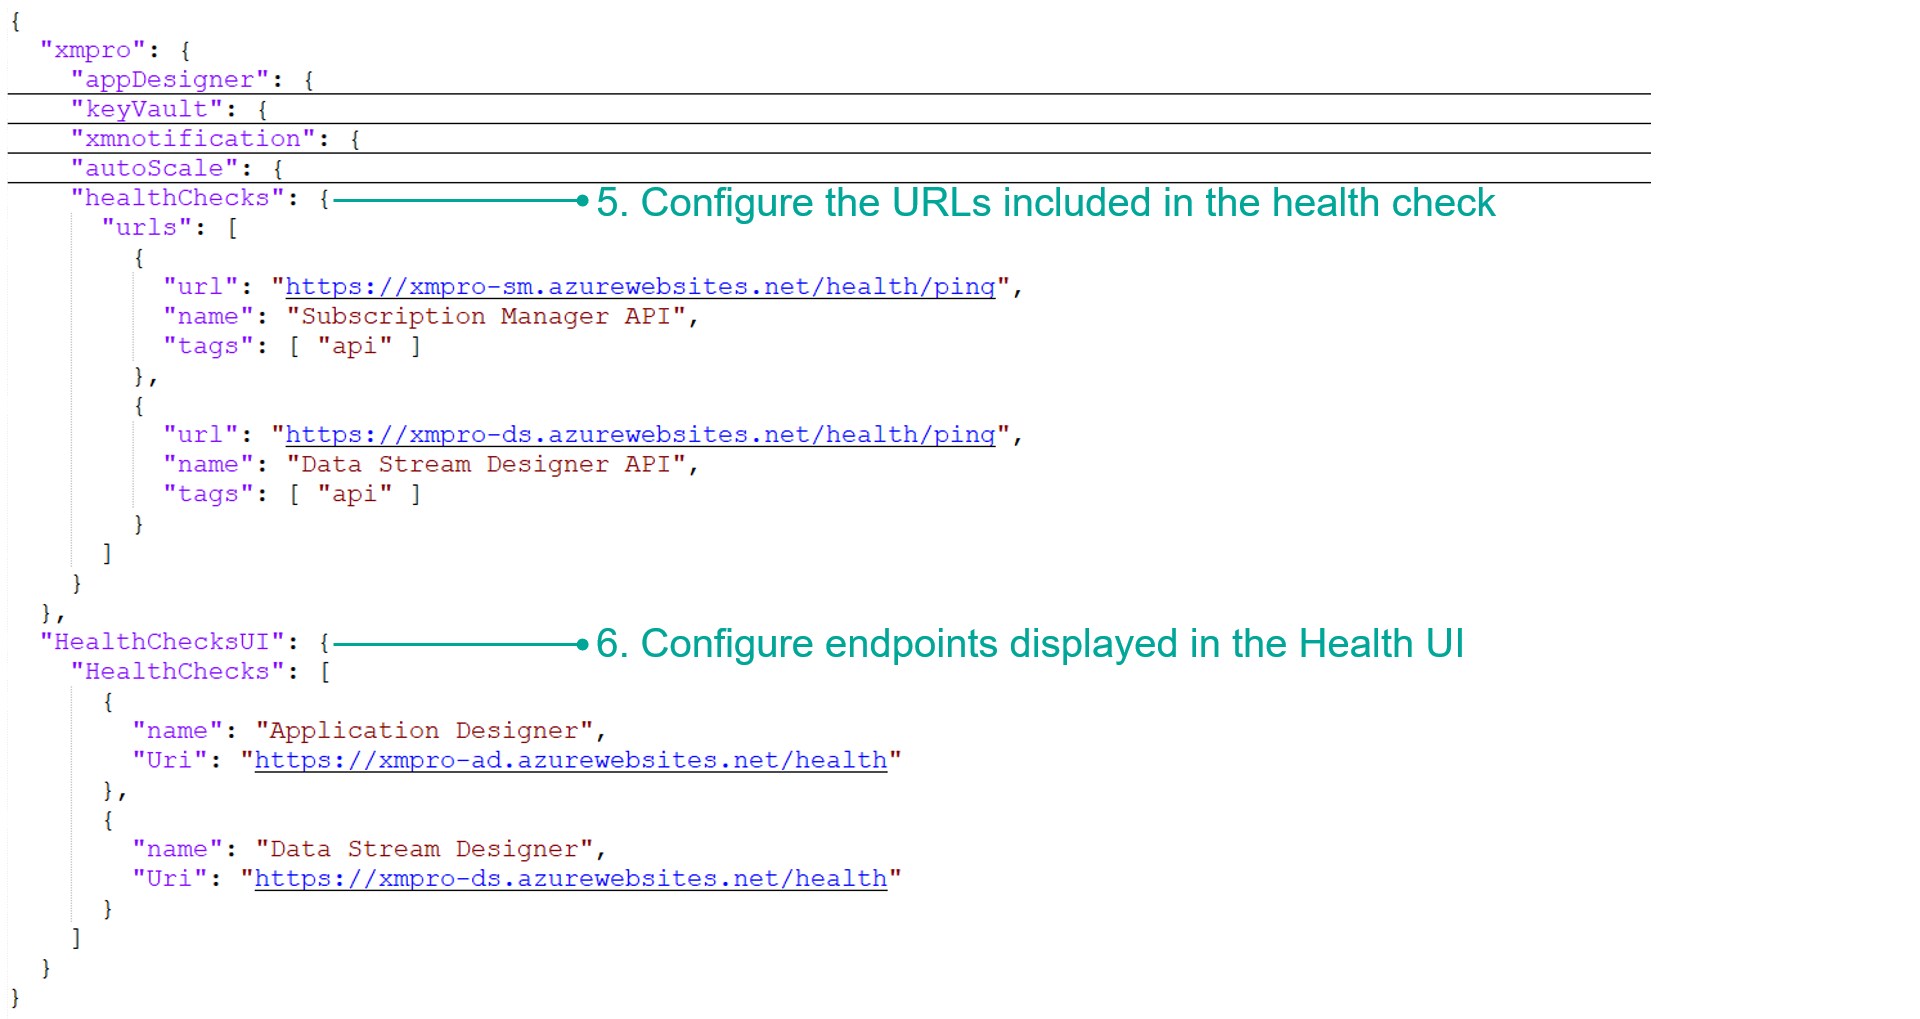 {
"xmpro": {
"appDesigner": {
"keyVault": {
"xmnotification": {
"autoScale": {
"healthChecks": { 5. Configure the URLs included in the health check
"urls": [
{
"url": "https://xmpro-sm.azurewebsites.net/health/ping",
"name": "Subscription Manager API",
"tags": [ "api" ]
},
{
"url": "https://xmpro-ds.azurewebsites.net/health/ping",
"name": "Data Stream Designer API",
"tags": [ "api" ]
}
]
}
},
"HealthChecksUI": { 6. Configure endpoints displayed in the Health UI
"HealthChecks": [
{
"name": "Application Designer",
"Uri": "https://xmpro-ad.azurewebsites.net/health"
},
{
"name": "Data Stream Designer",
"Uri": "https://xmpro-ds.azurewebsites.net/health"
}
]
}
}